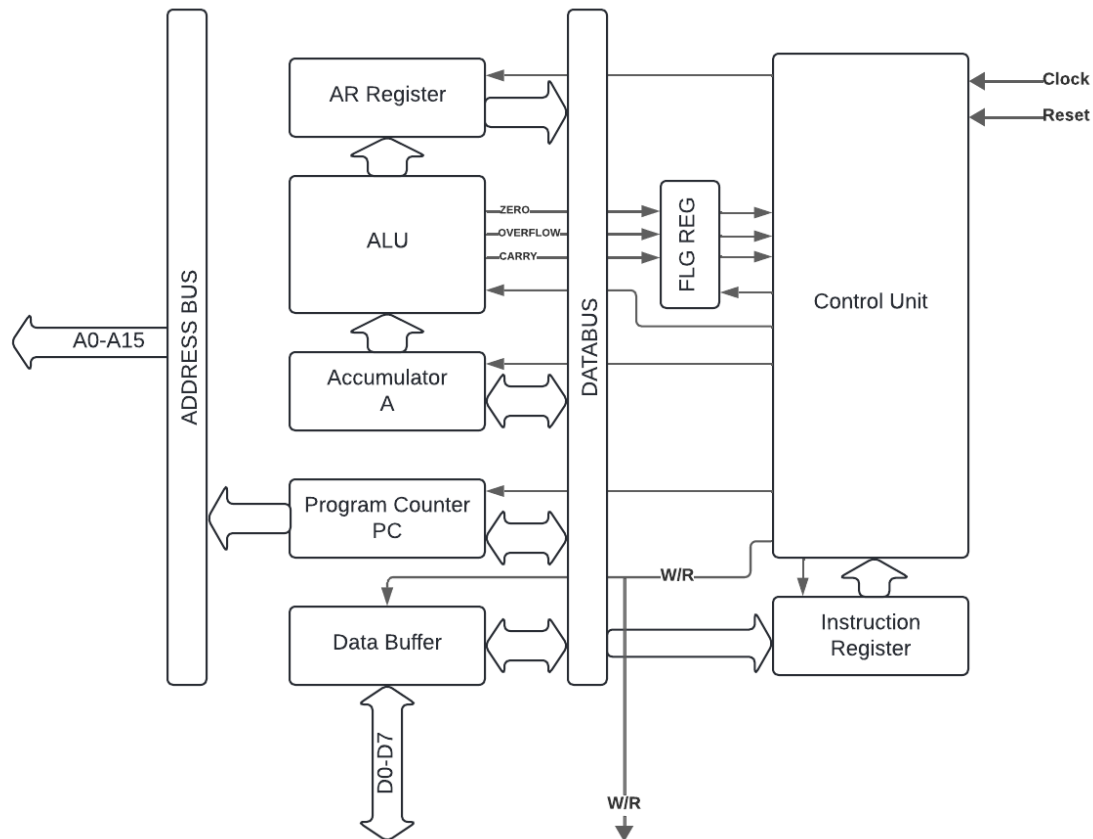 AR Register
Clock
Reset
ALU
ZERO
OVERFLOW
CARRY
FLG REG
ADDRESS BUS
DATABUS
Control Unit
A0-A15
Accumulator
A
Program Counter
PC
W/R
Data Buffer
Instruction
Register
D0-D7
W/R